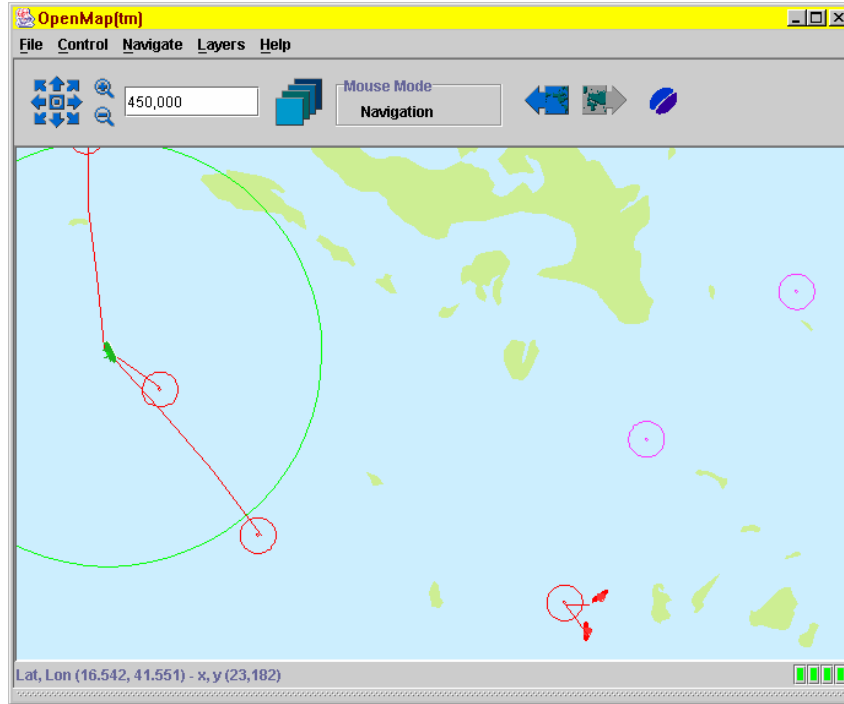 OpenMap(tm)
File Control Navigate Layers Help
450,000
Mouse Mode
Navigation
Lat, Lon (16.542, 41.551) - x, y (23,182)